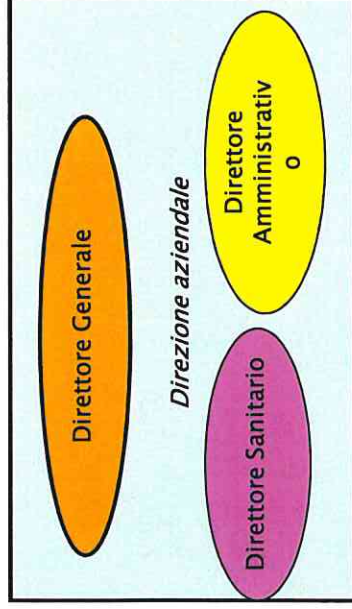 Direttore Generale
Direzione aziendale
Direttore Sanitario
Direttore
Amministrativ
o